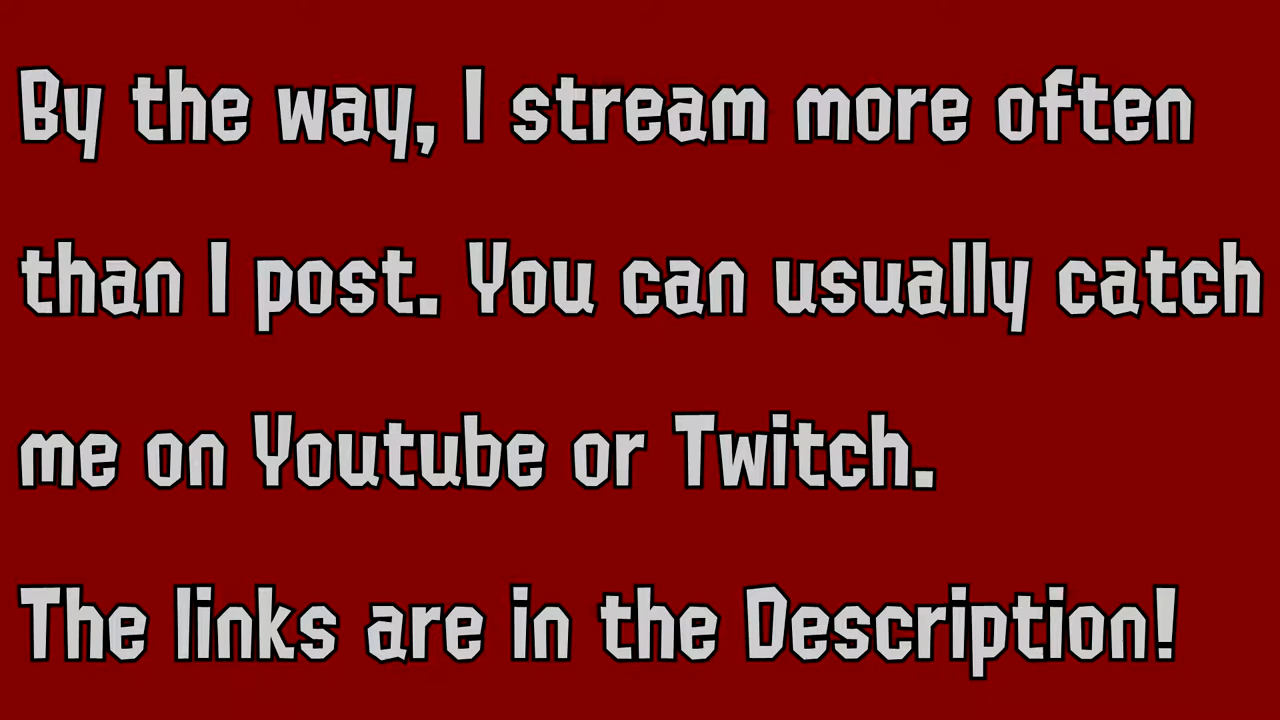 By the way, I stream more often
than I post. You can usually catch
me on Youtube or Twitch.
The links are in the Description!